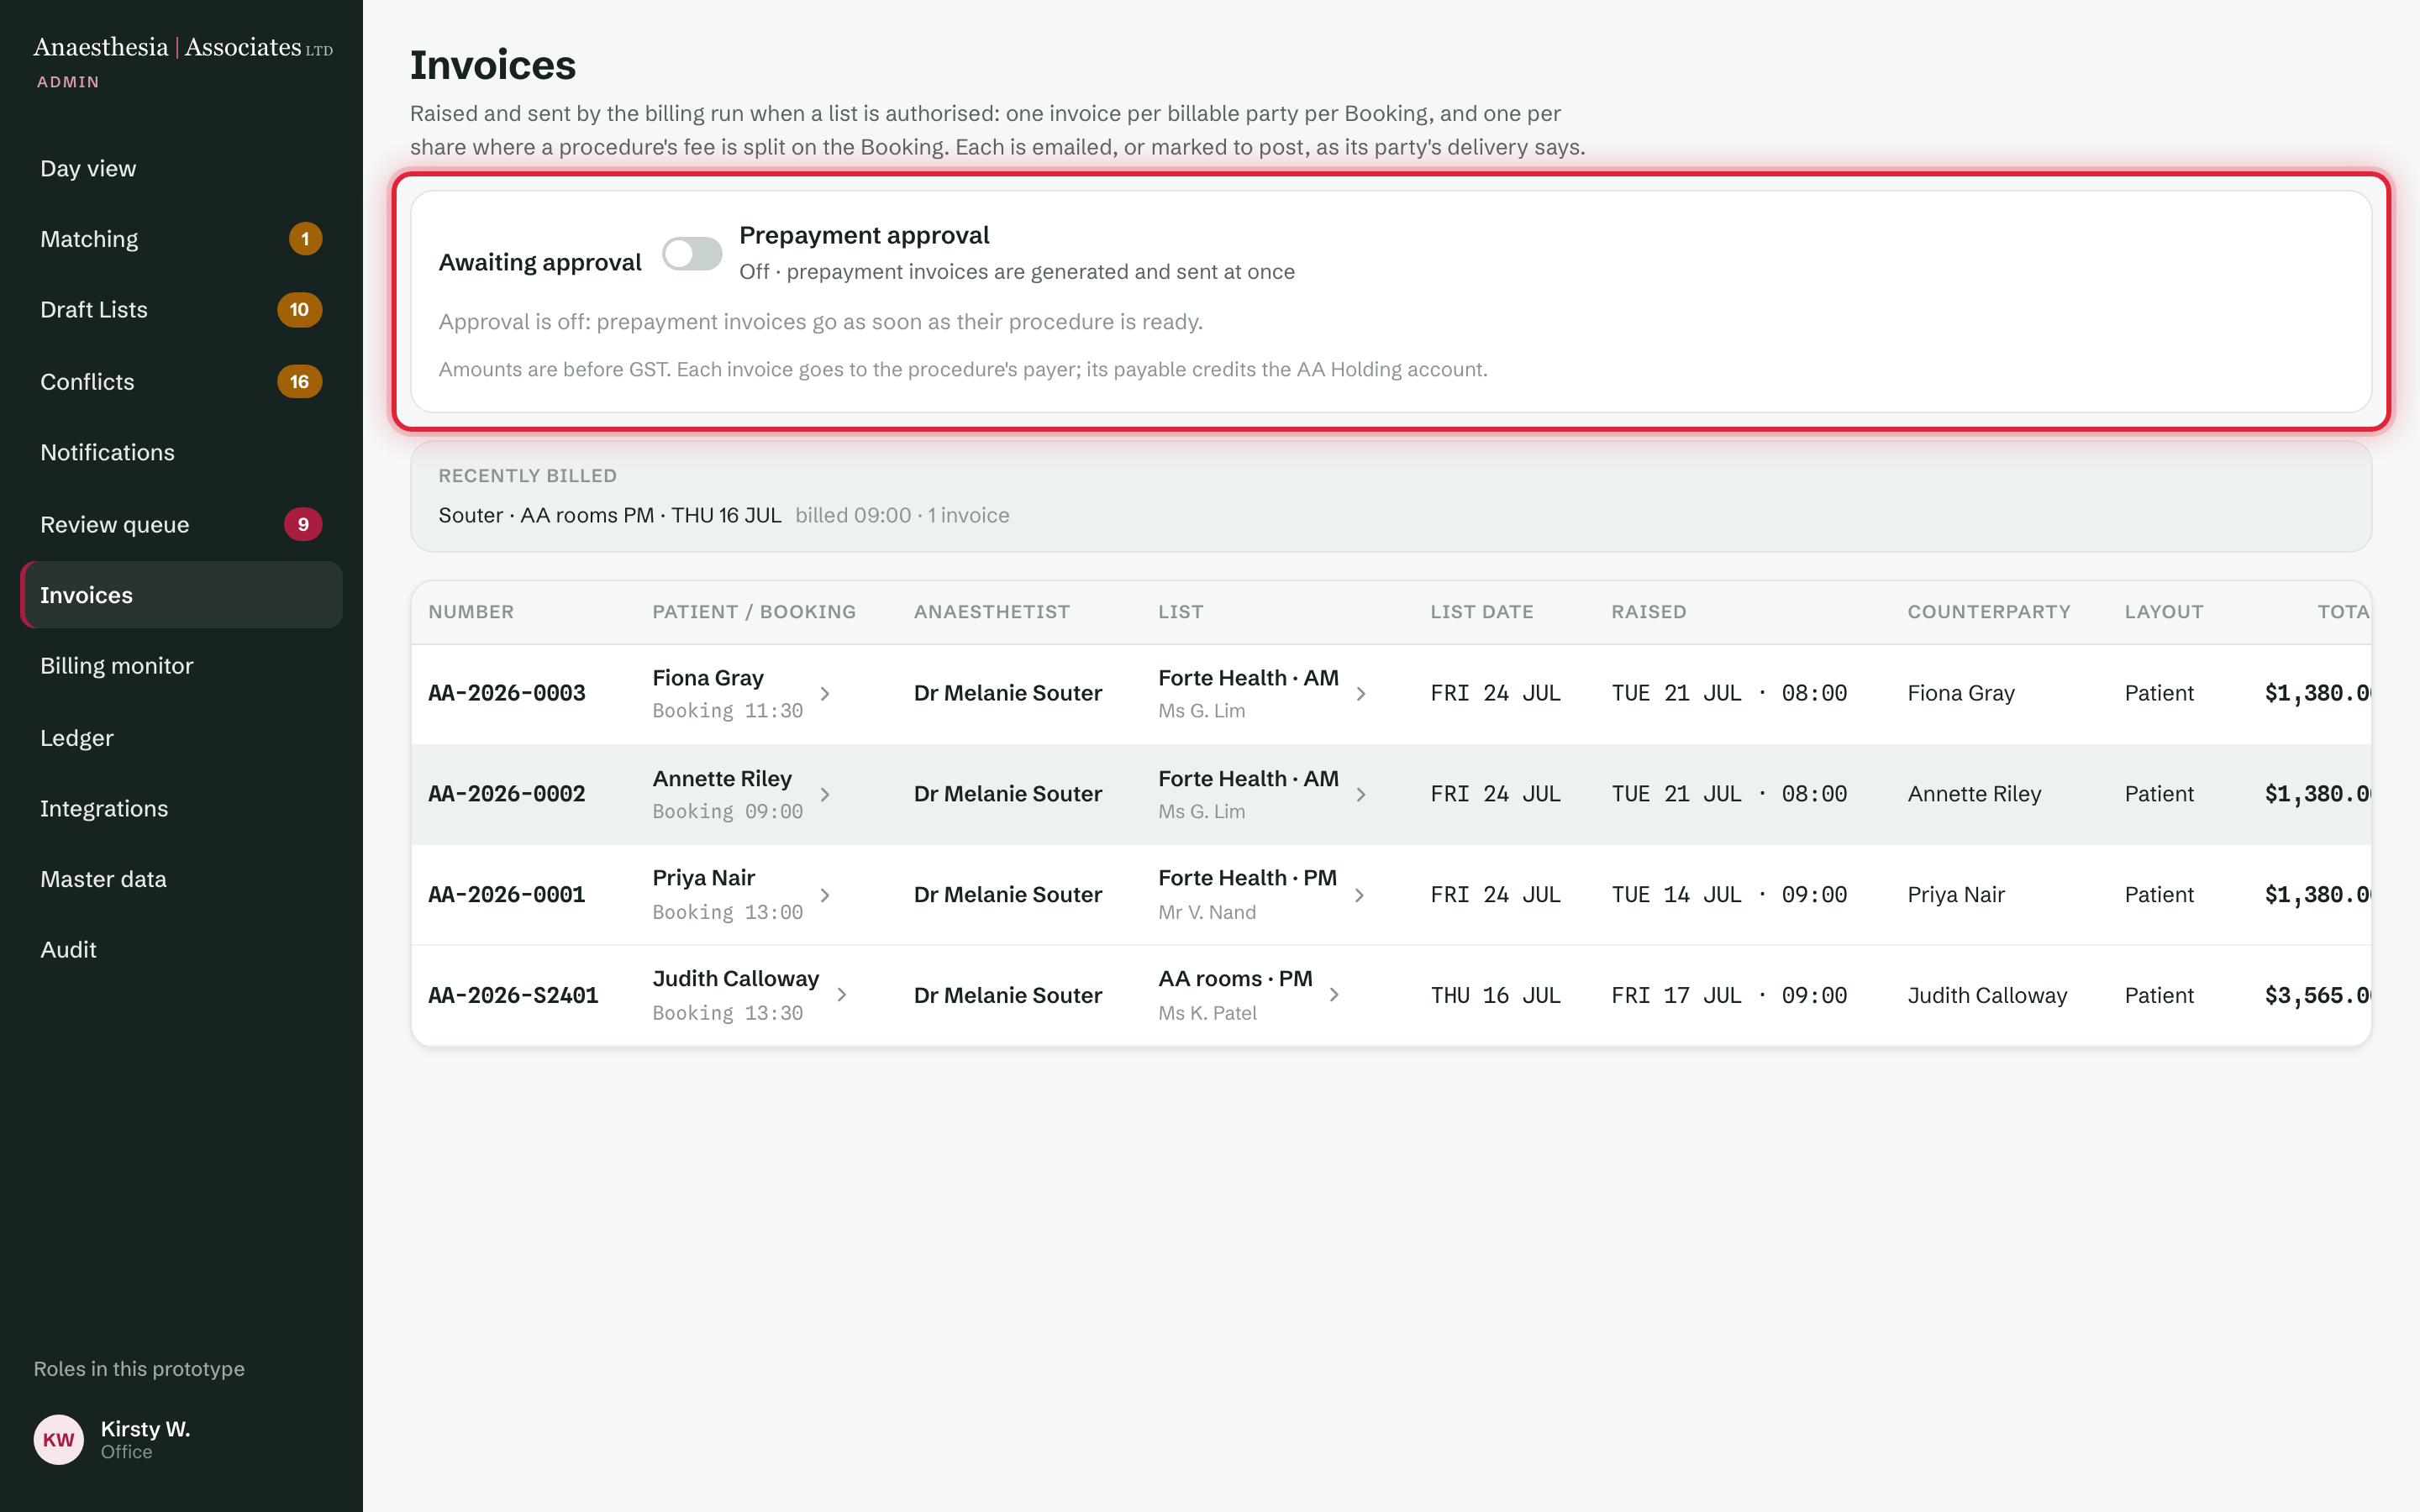 Anaesthesia | Associates LTD
ADMIN
Day view
Matching 1
Draft Lists 10
Conflicts 16
Notifications
Review queue 9
Invoices
Billing monitor
Ledger
Integrations
Master data
Audit
Roles in this prototype
KW Kirsty W.
Office
Invoices
Raised and sent by the billing run when a list is authorised: one invoice per billable party per Booking, and one per
share where a procedure's fee is split on the Booking. Each is emailed, or marked to post, as its party's delivery says.
Awaiting approval
Prepayment approval
Off · prepayment invoices are generated and sent at once
Approval is off: prepayment invoices go as soon as their procedure is ready.
Amounts are before GST. Each invoice goes to the procedure's payer; its payable credits the AA Holding account.
RECENTLY BILLED
Souter · AA rooms PM · THU 16 JUL billed 09:00 · 1 invoice
NUMBER PATIENT / BOOKING ANAESTHETIST LIST LIST DATE RAISED COUNTERPARTY LAYOUT TOTA
AA-2026-0003 Fiona Gray Dr Melanie Souter Forte Health · AM FRI 24 JUL TUE 21 JUL · 08:00 Fiona Gray Patient $1,380.0
Booking 11:30 Ms G. Lim
AA-2026-0002 Annette Riley Dr Melanie Souter Forte Health · AM FRI 24 JUL TUE 21 JUL · 08:00 Annette Riley Patient $1,380.0
Booking 09:00 Ms G. Lim
AA-2026-0001 Priya Nair Dr Melanie Souter Forte Health · PM FRI 24 JUL TUE 14 JUL · 09:00 Priya Nair Patient $1,380.0
Booking 13:00 Mr V. Nand
AA-2026-S2401 Judith Calloway Dr Melanie Souter AA rooms · PM THU 16 JUL FRI 17 JUL · 09:00 Judith Calloway Patient $3,565.0
Booking 13:30 Ms K. Patel